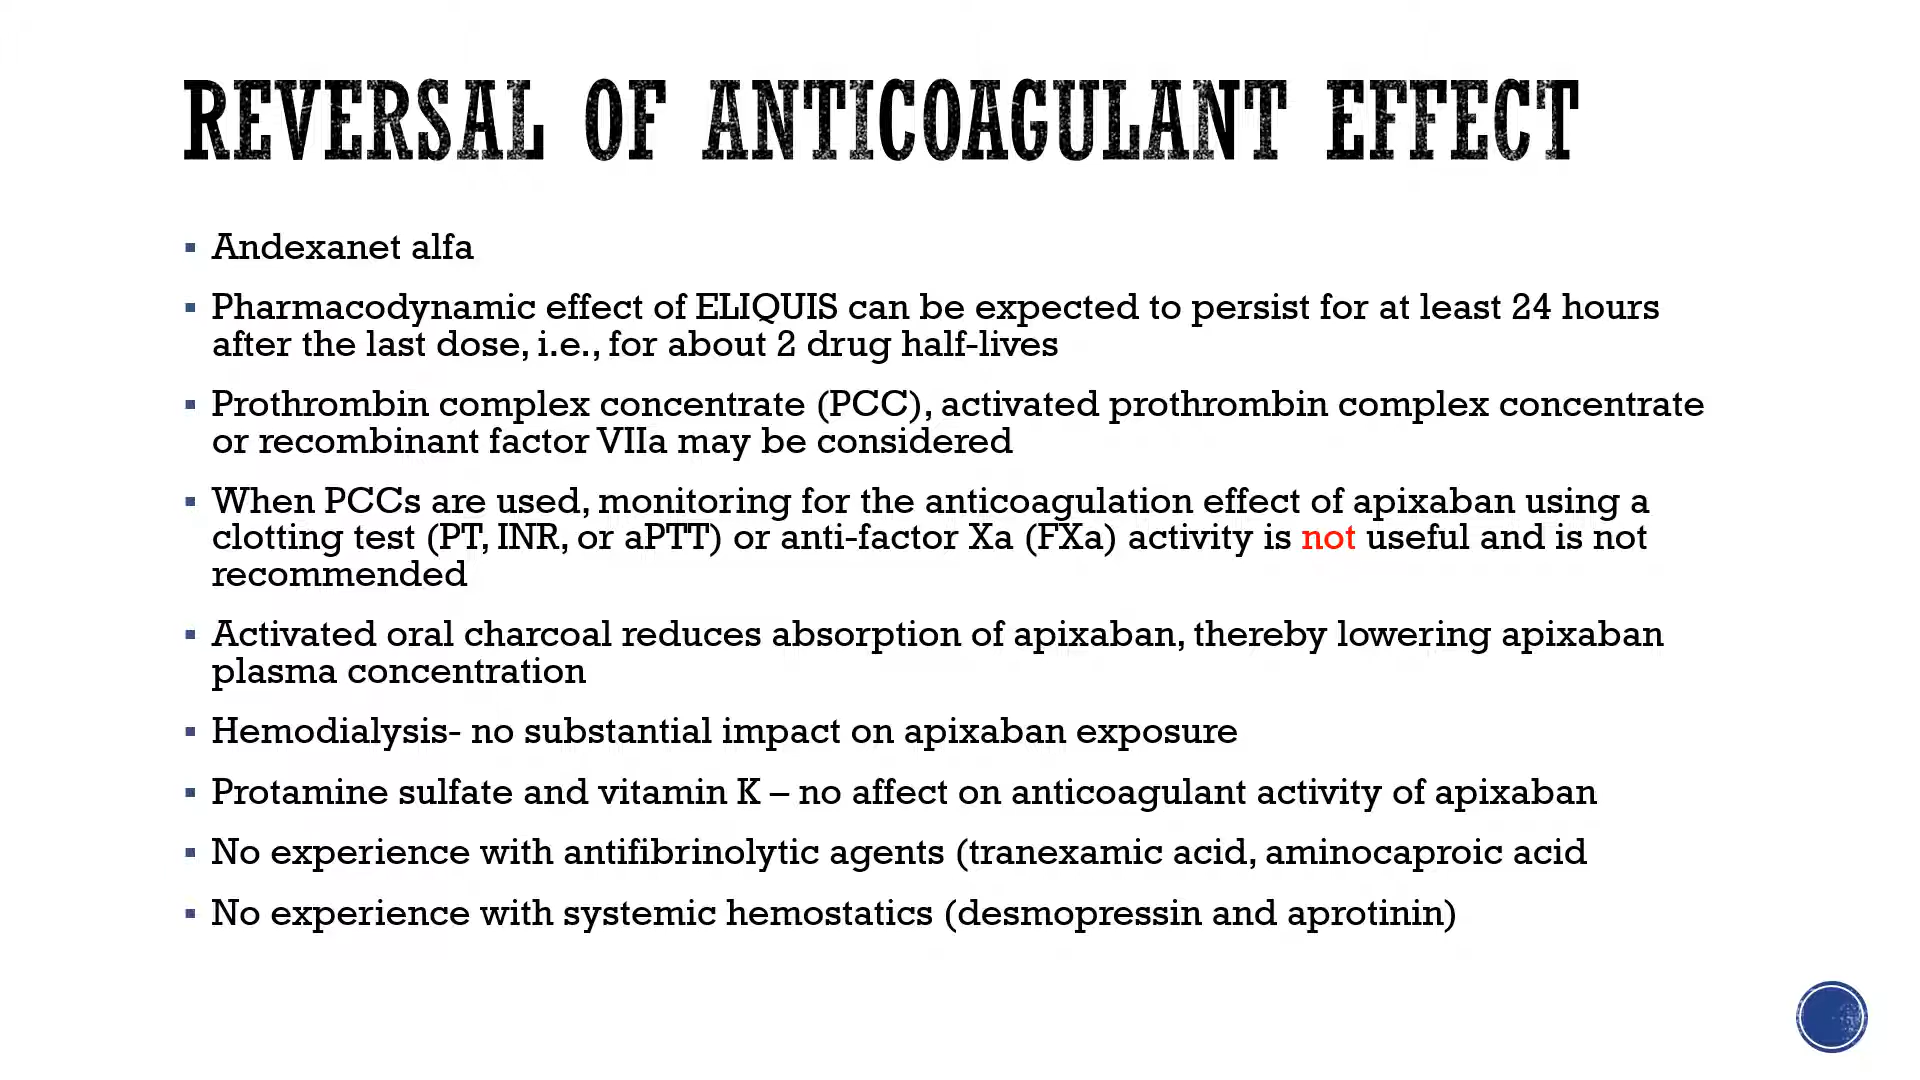 REVERSAL OF ANTICOAGULANT EFFECT
▪ Andexanet alfa
▪ Pharmacodynamic effect of ELIQUIS can be expected to persist for at least 24 hours
after the last dose, i.e., for about 2 drug half-lives
▪ Prothrombin complex concentrate (PCC), activated prothrombin complex concentrate
or recombinant factor VIIa may be considered
▪ When PCCs are used, monitoring for the anticoagulation effect of apixaban using a
clotting test (PT, INR, or aPTT) or anti-factor Xa (FXa) activity is not useful and is not
recommended
▪ Activated oral charcoal reduces absorption of apixaban, thereby lowering apixaban
plasma concentration
▪ Hemodialysis- no substantial impact on apixaban exposure
▪ Protamine sulfate and vitamin K – no affect on anticoagulant activity of apixaban
▪ No experience with antifibrinolytic agents (tranexamic acid, aminocaproic acid
▪ No experience with systemic hemostatics (desmopressin and aprotinin)